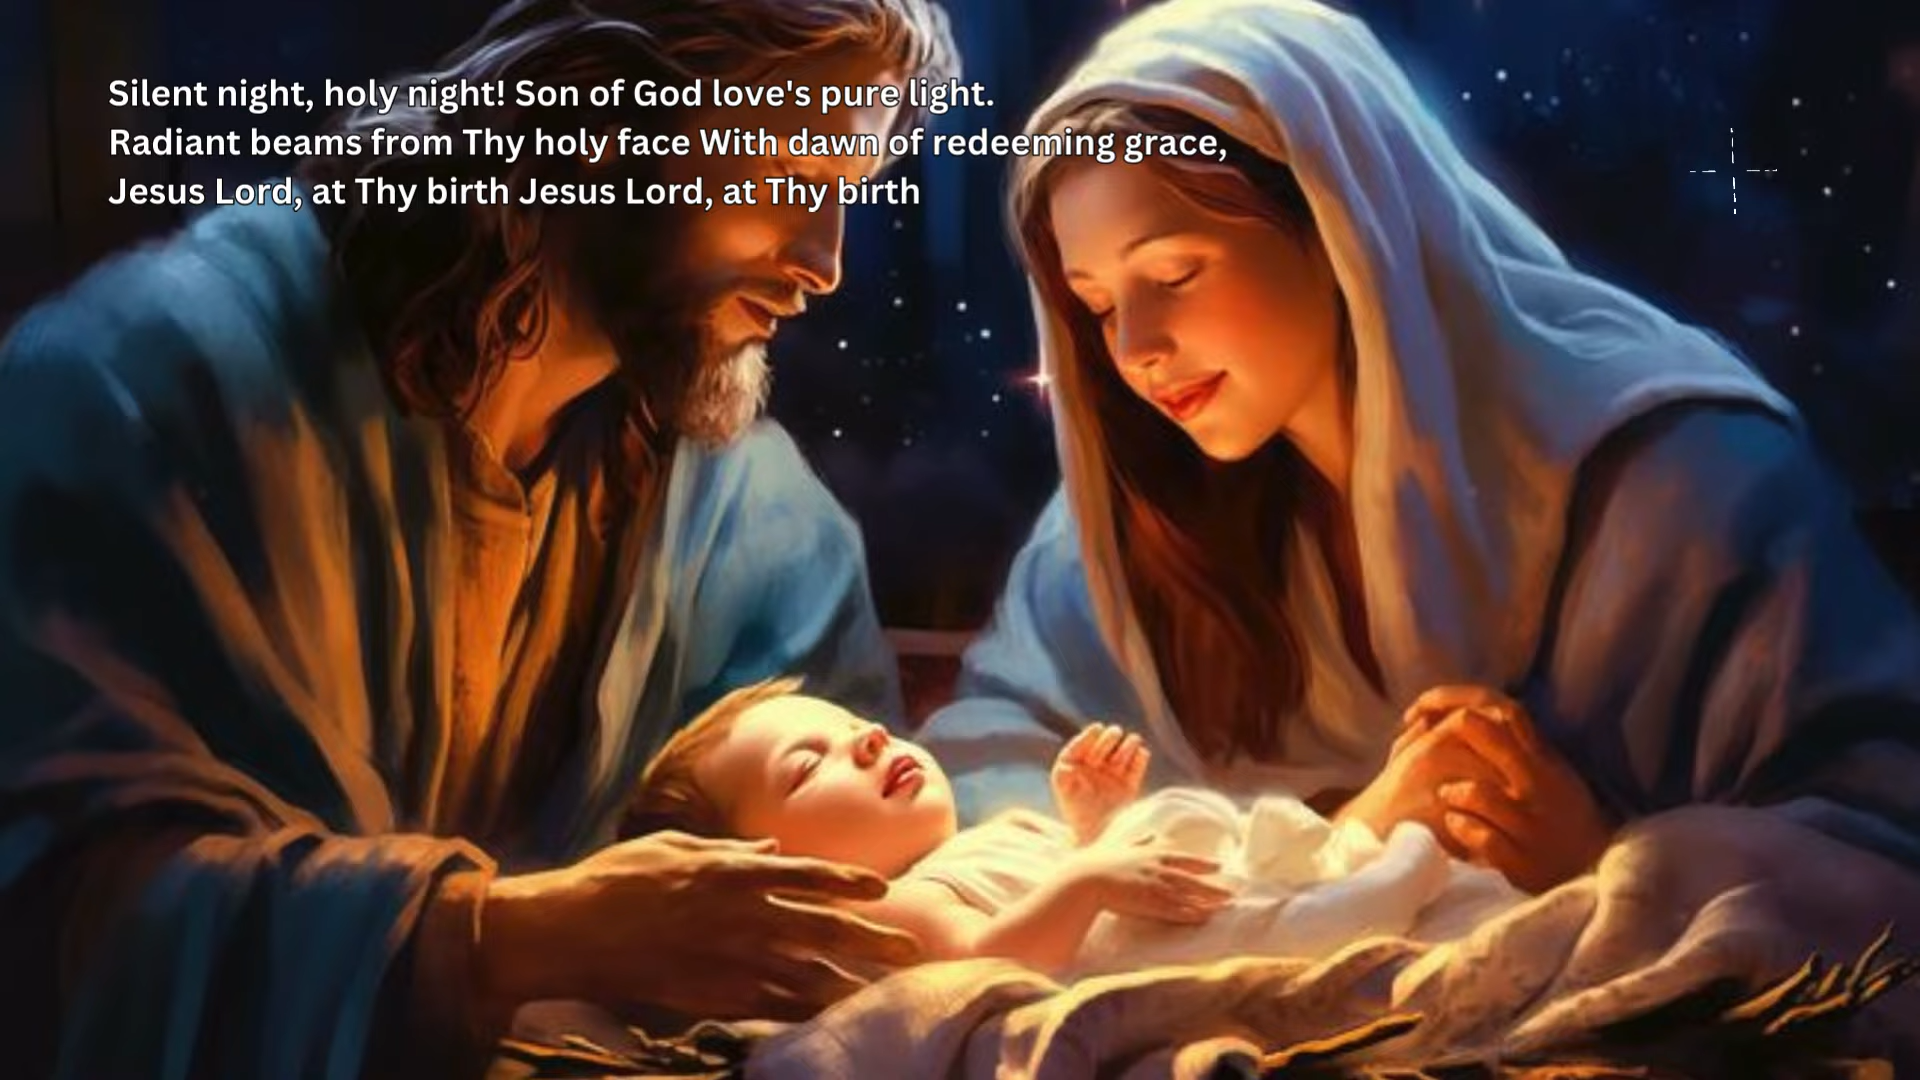 Silent night, holy night! Son of God love's pure light.
Radiant beams from Thy holy face With dawn of redeeming grace,
Jesus Lord, at Thy birth Jesus Lord, at Thy birth